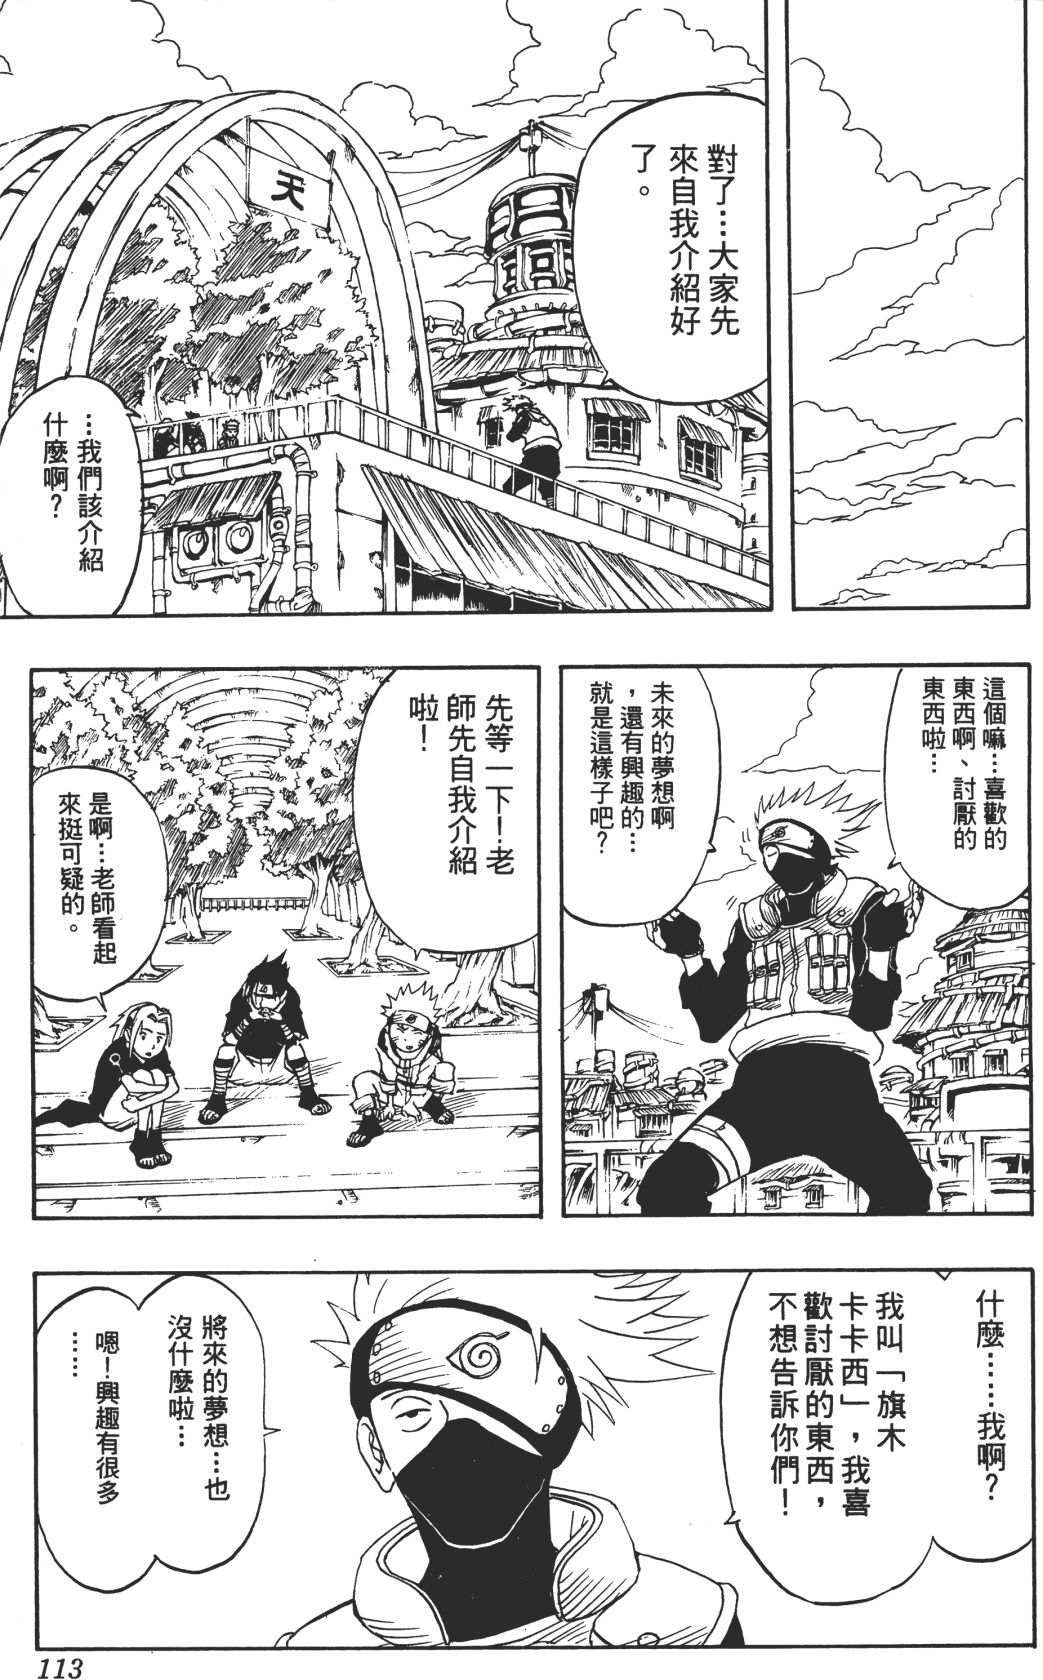 對了…大家先
來自我介紹好
了。
天
…我們該介紹
什麼啊？
這個嘛…喜歡的
東西啊、討厭的
東西啦…
未來的夢想啊
，還有興趣的…
就是這樣子吧？
先等一下！老
師先自我介紹
啦！
是啊…老師看起
來挺可疑的。
什麼……我啊？
我叫「旗木
卡卡西」，我喜
歡討厭的東西，
不想告訴你們！
將來的夢想…也
沒什麼啦…
嗯！興趣有很多
……
113